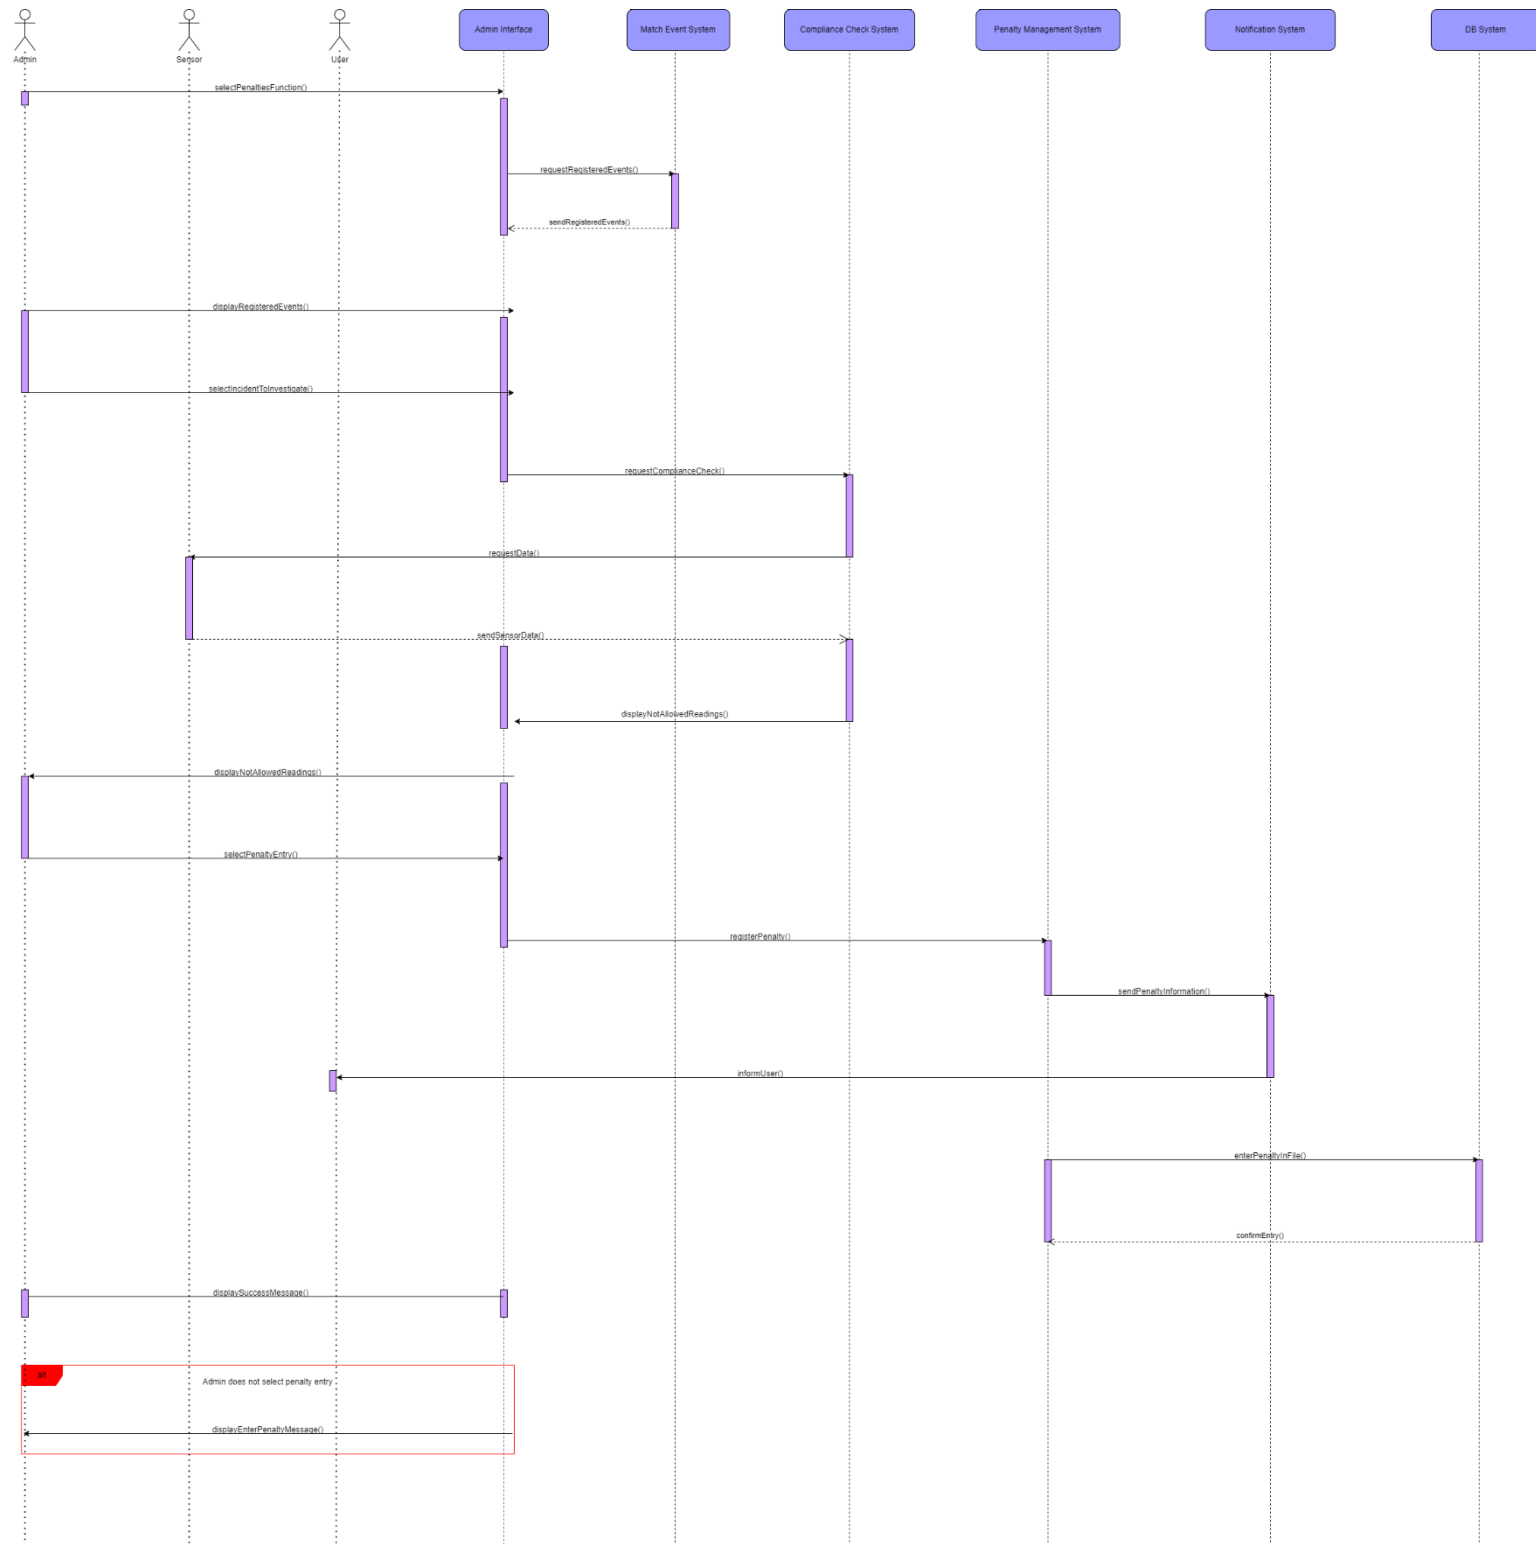 Admin
Sensor
User
Admin Interface
Match Event System
Compliance Check System
Penalty Management System
Notification System
DB System
selectPenaltiesFunction()
requestRegisteredEvents()
sendRegisteredEvents()
displayRegisteredEvents()
selectIncidentToInvestigate()
requestComplianceCheck()
requestData()
sendSensorData()
displayNotAllowedReadings()
displayNotAllowedReadings()
selectPenaltyEntry()
registerPenalty()
sendPenaltyInformation()
informUser()
enterPenaltyInFile()
confirmEntry()
displaySuccessMessage()
alt
Admin does not select penalty entry
displayEnterPenaltyMessage()